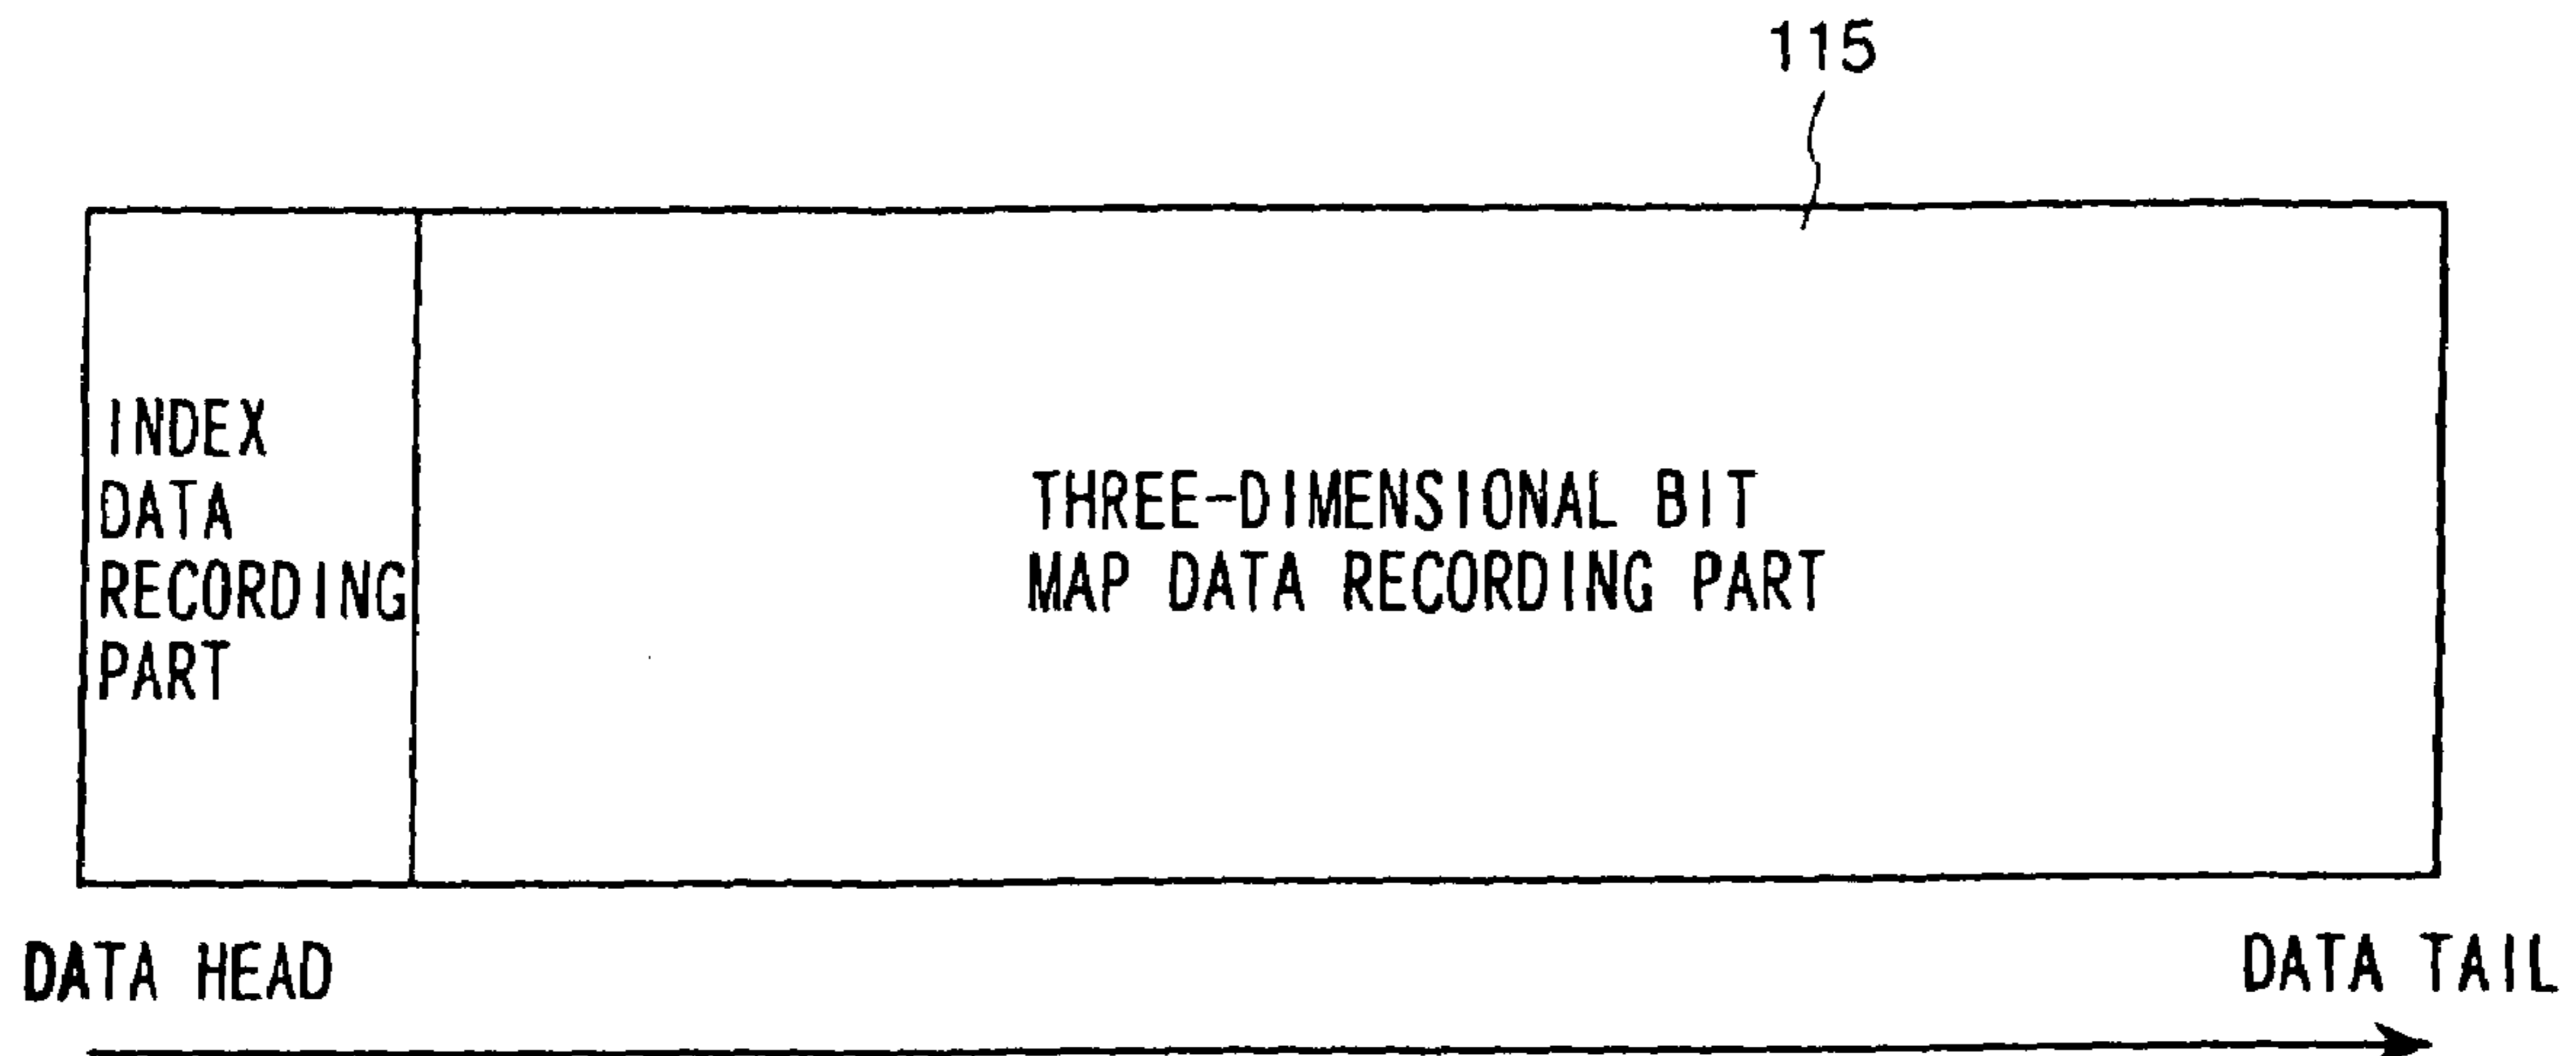 115
INDEX
DATA
RECORDING
PART
THREE-DIMENSIONAL BIT
MAP DATA RECORDING PART
DATA HEAD
DATA TAIL